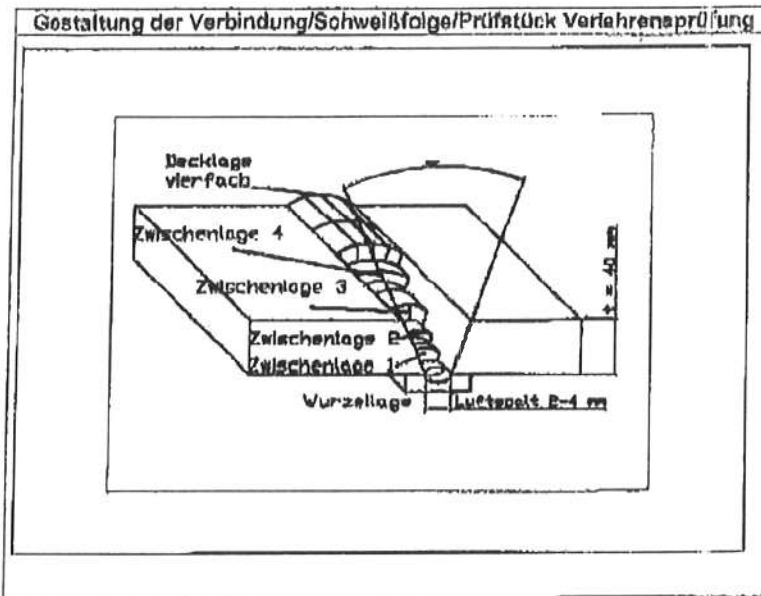 Gestaltung der Verbindung/Schweißfolge/Prüfstück Verfahrensprüfung
Decklage
vierfach
Zwischenlage 4
Zwischenlage 3
Zwischenlage 2
Zwischenlage 1
Wurzellage
Luftspalt 2-4 mm
t = 40 mm